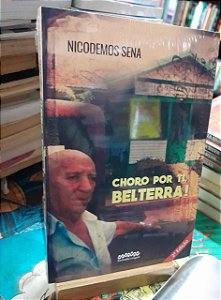 NICODEMOS SENA
CHORO POR TI,
BELTERRA!